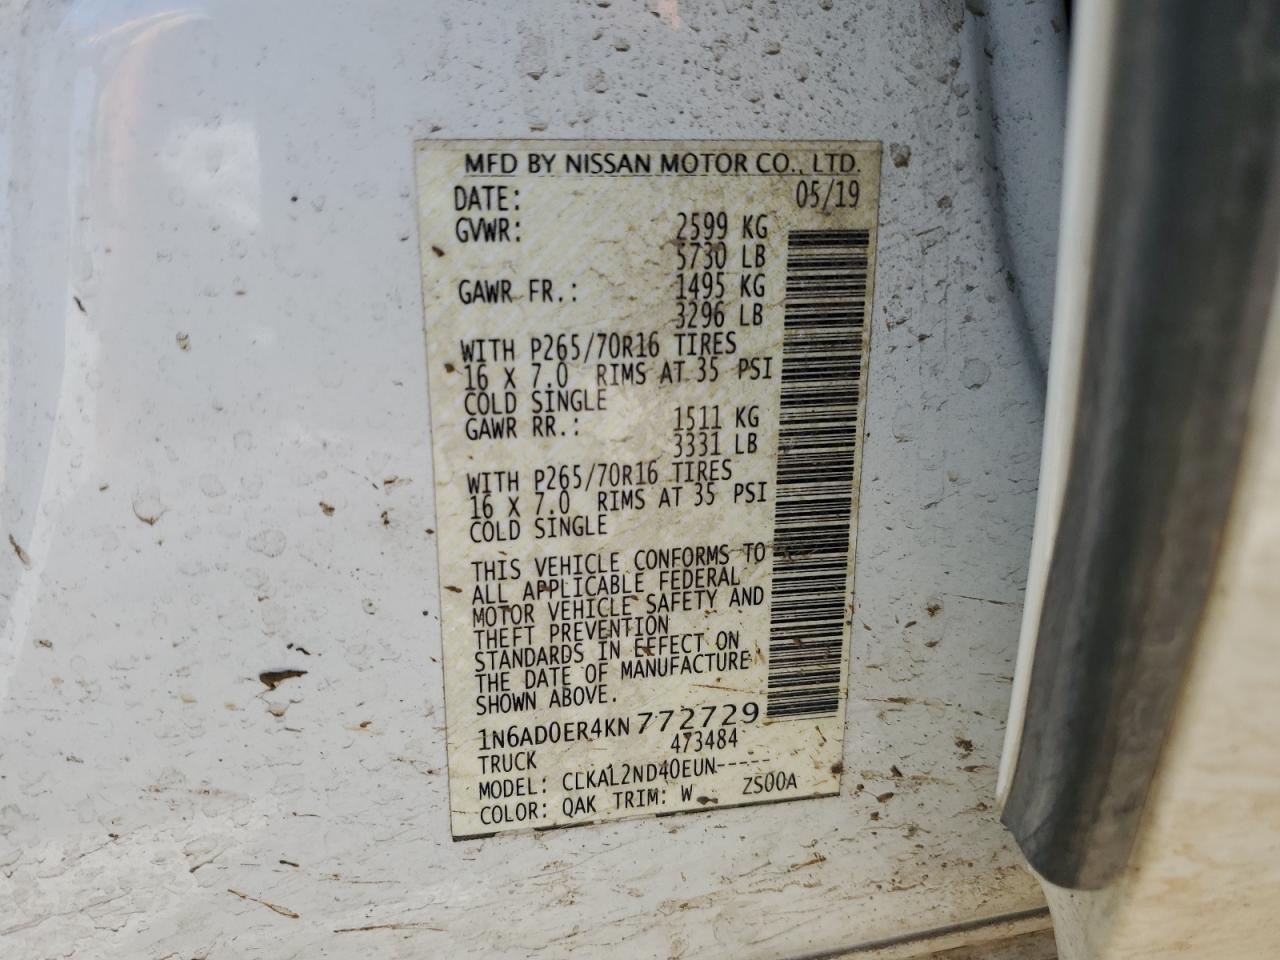 MFD BY NISSAN MOTOR CO., LTD.
DATE: 05/19
GVWR: 2599 KG
5730 LB
GAWR FR.: 1495 KG
3296 LB
WITH P265/70R16 TIRES
16 X 7.0 RIMS AT 35 PSI
COLD SINGLE
GAWR RR.: 1511 KG
3331 LB
WITH P265/70R16 TIRES
16 X 7.0 RIMS AT 35 PSI
COLD SINGLE
THIS VEHICLE CONFORMS TO
ALL APPLICABLE FEDERAL
MOTOR VEHICLE SAFETY AND
THEFT PREVENTION
STANDARDS IN EFFECT ON
THE DATE OF MANUFACTURE
SHOWN ABOVE.
1N6AD0ER4KN772729
TRUCK 473484
MODEL: CLKAL2ND40EUN-----
COLOR: QAK TRIM: W ZS00A